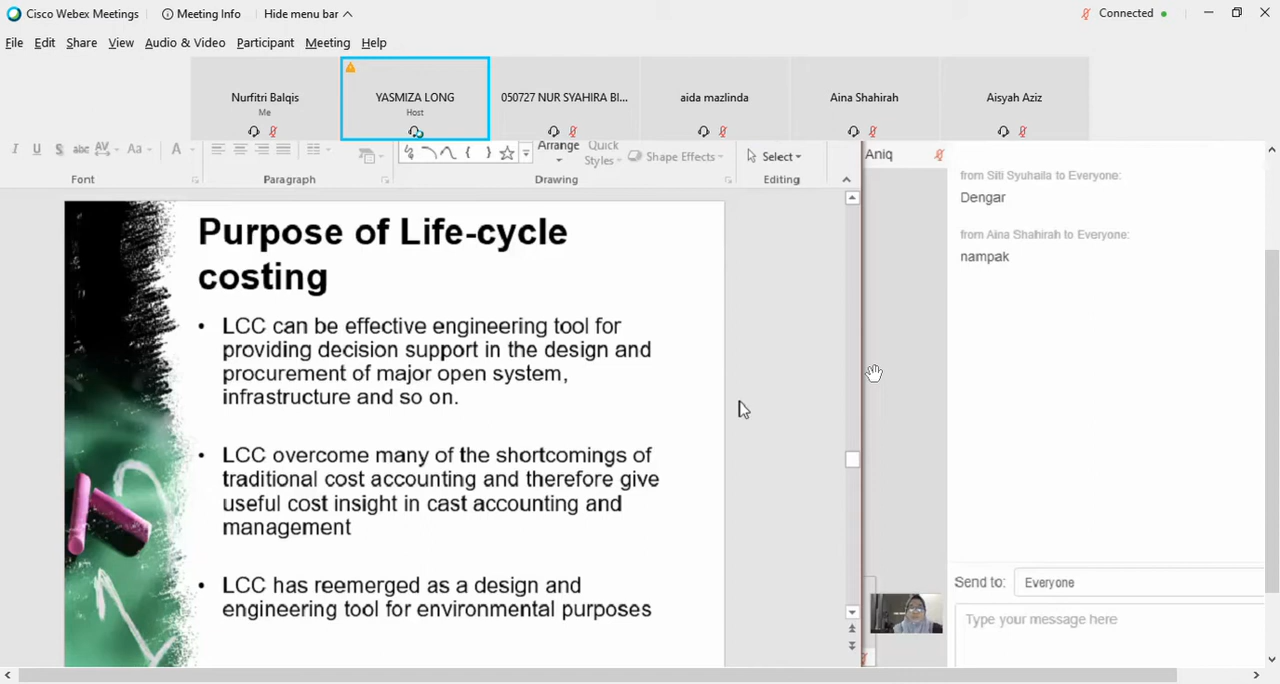 Cisco Webex Meetings
Meeting Info
Hide menu bar
Connected
File Edit Share View Audio & Video Participant Meeting Help
Nurfitri Balqis
Me
YASMIZA LONG
Host
050727 NUR SYAHIRA BI...
aida mazlinda
Aina Shahirah
Aisyah Aziz
I U S abc AV Aa A
Arrange
Quick
Styles
Shape Effects
Select
Font
Paragraph
Drawing
Editing
Aniq
Purpose of Life-cycle
costing
• LCC can be effective engineering tool for
providing decision support in the design and
procurement of major open system,
infrastructure and so on.
• LCC overcome many of the shortcomings of
traditional cost accounting and therefore give
useful cost insight in cast accounting and
management
• LCC has reemerged as a design and
engineering tool for environmental purposes
from Siti Syuhaila to Everyone:
Dengar
from Aina Shahirah to Everyone:
nampak
Send to: Everyone
Type your message here